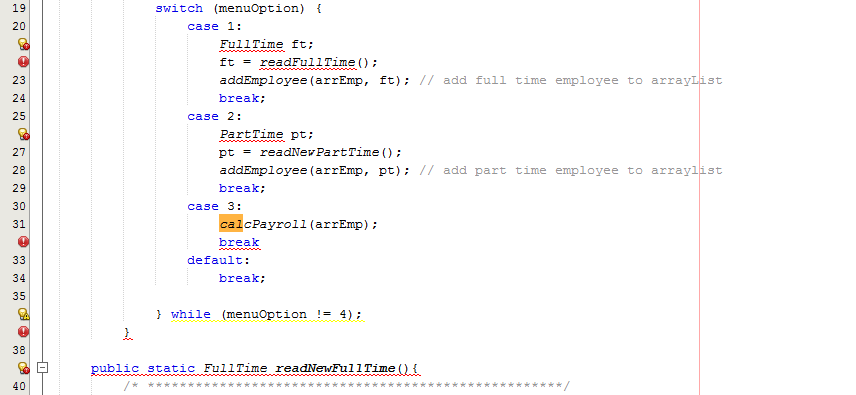 19 switch (menuOption) {
20 case 1:
FullTime ft;
ft = readFullTime();
23 addEmployee(arrEmp, ft); // add full time employee to arrayList
24 break;
25 case 2:
PartTime pt;
27 pt = readNewPartTime();
28 addEmployee(arrEmp, pt); // add part time employee to arraylist
29 break;
30 case 3:
31 calcPayroll(arrEmp);
break
33 default:
34 break;
35
} while (menuOption != 4);
}
38
public static FullTime readNewFullTime(){
40 /* ****************************************************/